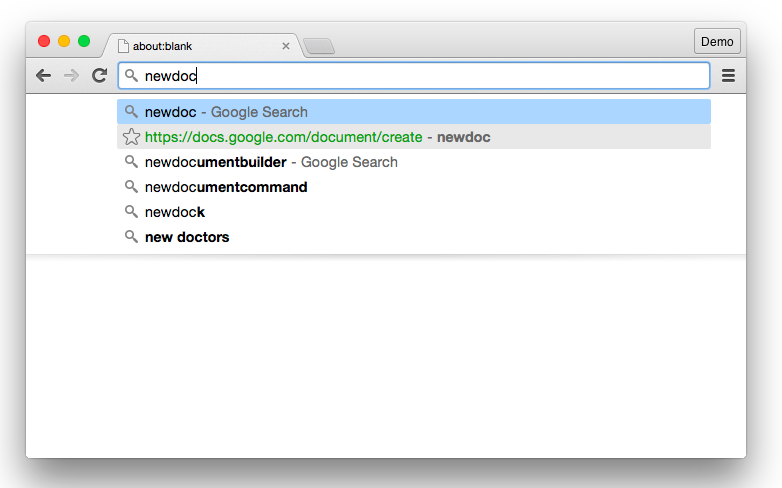 about:blank
Demo
newdoc
newdoc - Google Search
https://docs.google.com/document/create - newdoc
newdocumentbuilder - Google Search
newdocumentcommand
newdock
new doctors